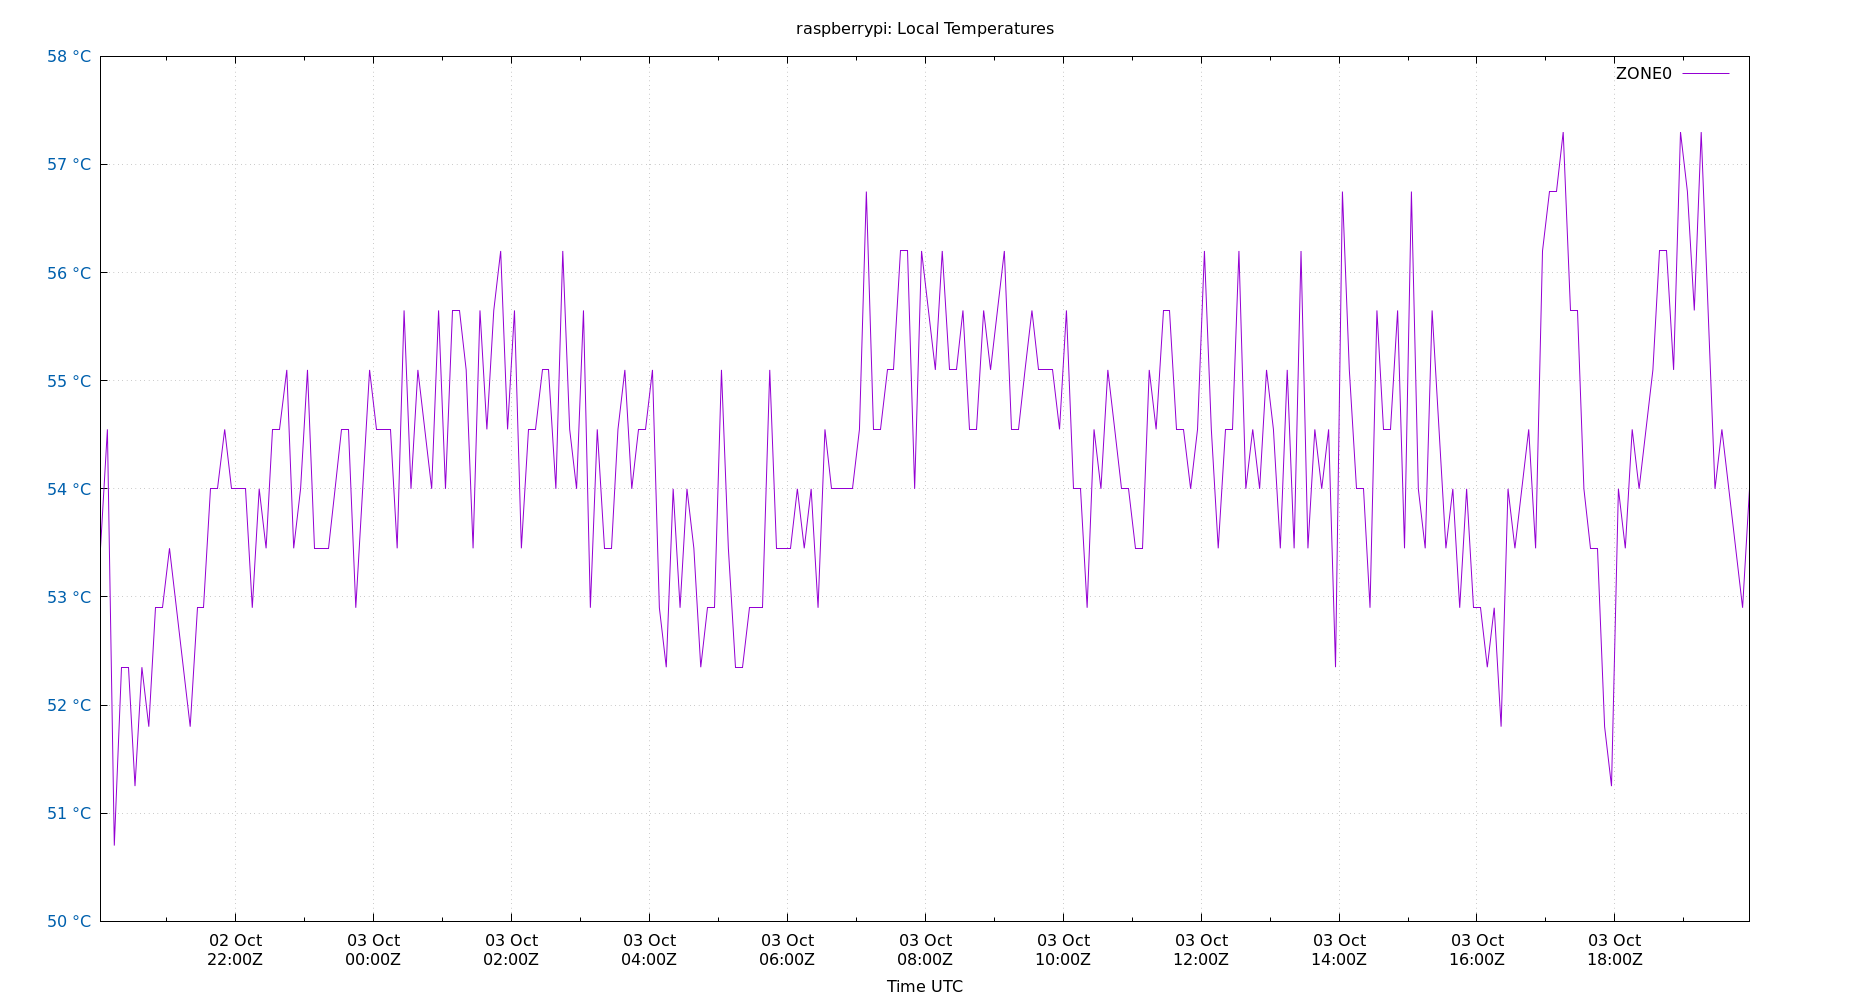 raspberrypi: Local Temperatures
58 °C
ZONE0
57 °C
56 °C
55 °C
54 °C
53 °C
52 °C
51 °C
50 °C
02 Oct 03 Oct 03 Oct 03 Oct 03 Oct 03 Oct 03 Oct 03 Oct 03 Oct 03 Oct 03 Oct
22:00Z 00:00Z 02:00Z 04:00Z 06:00Z 08:00Z 10:00Z 12:00Z 14:00Z 16:00Z 18:00Z
Time UTC